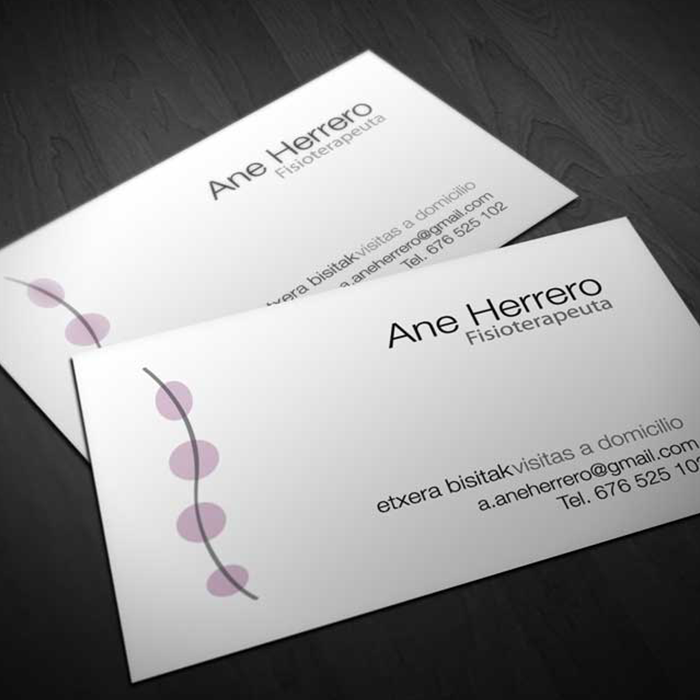 Ane Herrero
Fisioterapeuta
etxera bisitak visitas a domicilio
a.aneherrero@gmail.com
Tel. 676 525 102
Ane Herrero
Fisioterapeuta
etxera bisitak visitas a domicilio
a.aneherrero@gmail.com
Tel. 676 525 102